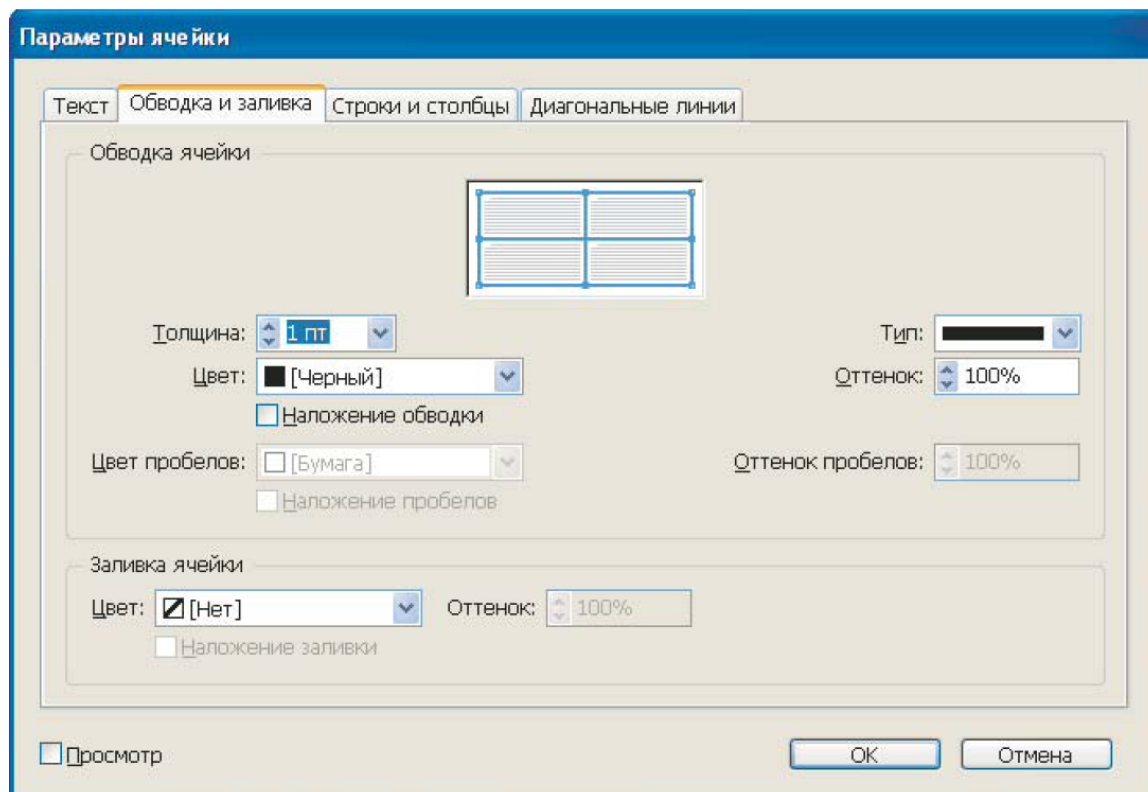 Параметры ячейки
Текст Обводка и заливка Строки и столбцы Диагональные линии
Обводка ячейки
Толщина: 1 пт Тип:
Цвет: [Черный] Оттенок: 100%
Наложение обводки
Цвет пробелов: [Бумага] Оттенок пробелов: 100%
Наложение пробелов
Заливка ячейки
Цвет: [Нет] Оттенок: 100%
Наложение заливки
Просмотр OK Отмена